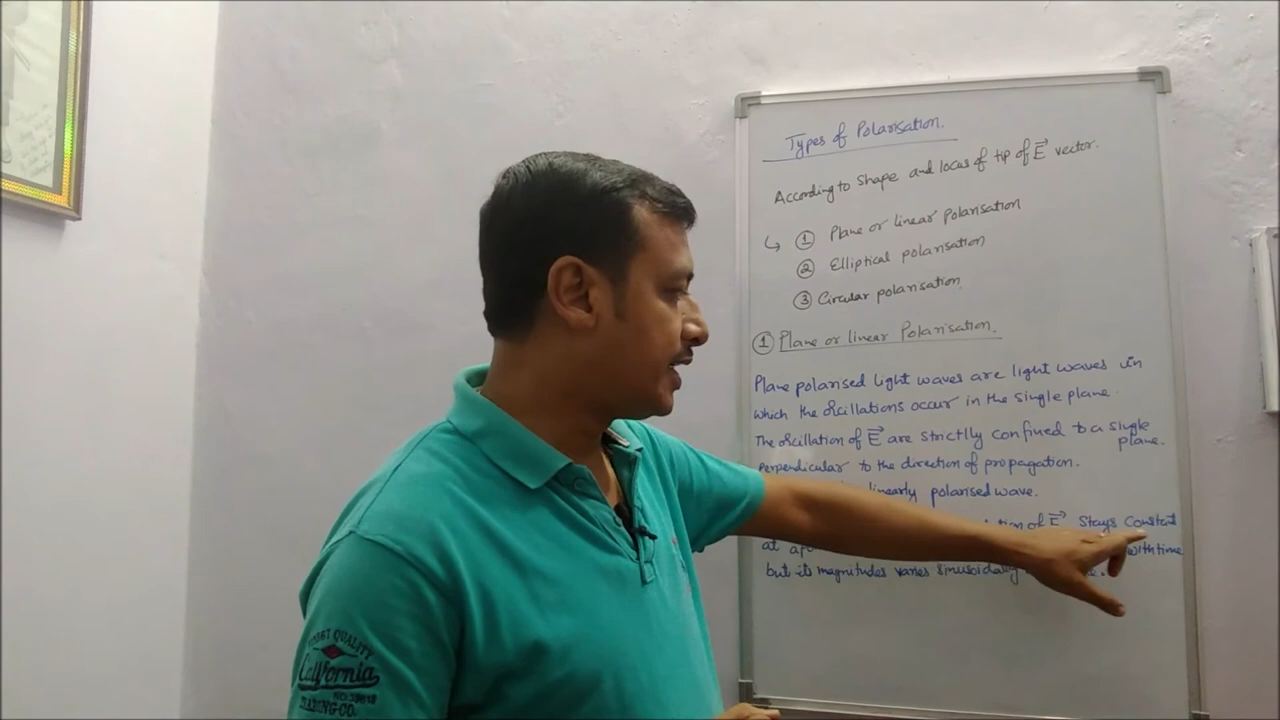 Types of Polarisation.
According to Shape and locus of tip of E⃗ vector.
↳ ① Plane or linear polarisation
② Elliptical polarisation
③ Circular polarisation
① Plane or linear Polarisation.
Plane polarised light waves are light waves in
which the oscillations occur in the single plane.
The oscillation of E⃗ are strictly confined to a single plane.
perpendicular to the direction of propagation.
linearly polarised wave.
of E⃗ stays constant
at with time
but its magnitudes varies sinusoidally
California